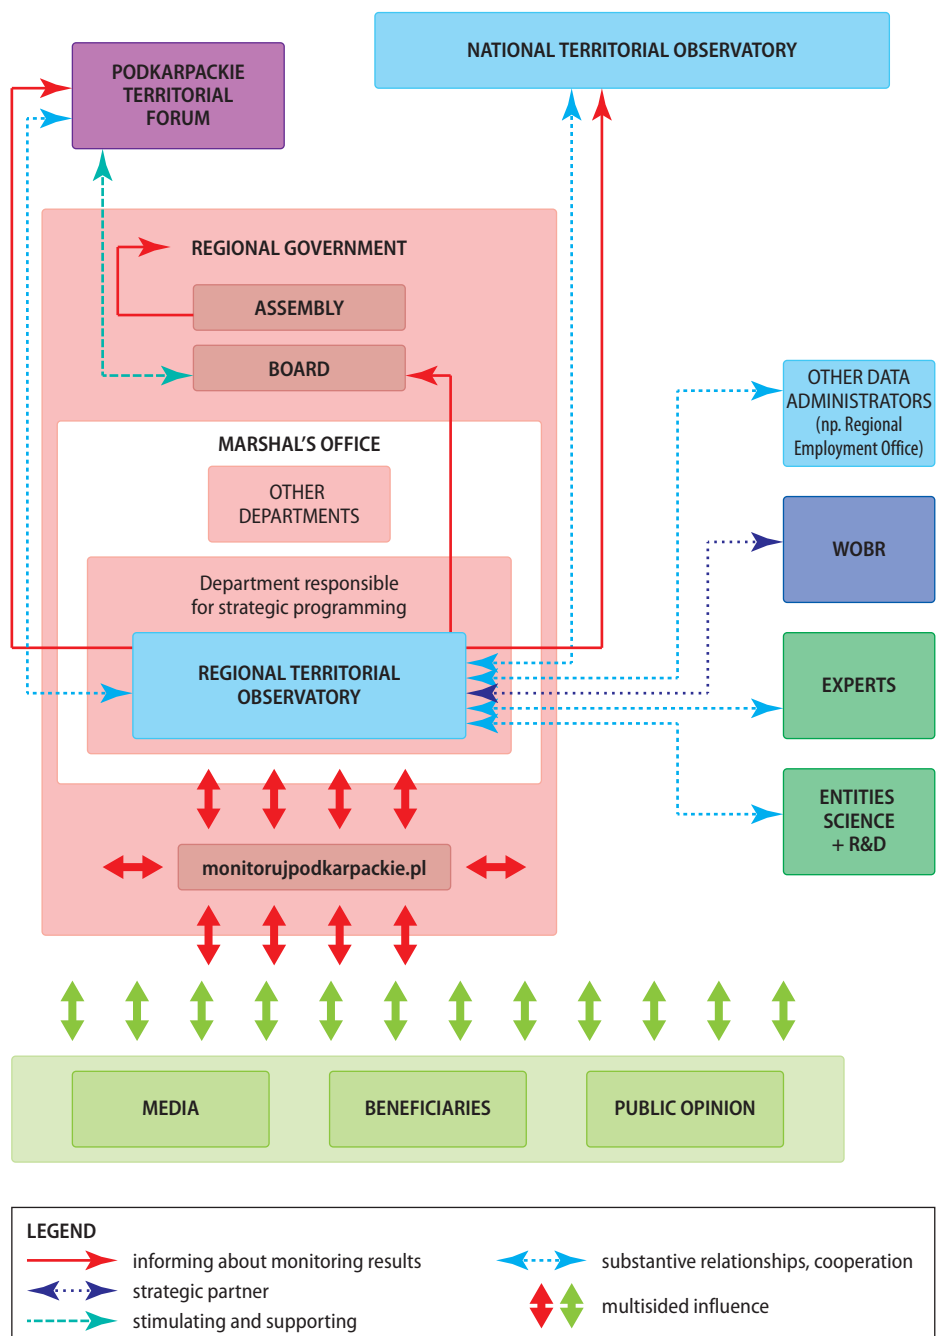 PODKARPACKIE
TERRITORIAL
FORUM
NATIONAL TERRITORIAL OBSERVATORY
REGIONAL GOVERNMENT
ASSEMBLY
BOARD
MARSHAL'S OFFICE
OTHER
DEPARTMENTS
Department responsible
for strategic programming
REGIONAL TERRITORIAL
OBSERVATORY
OTHER DATA
ADMINISTRATORS
(np. Regional
Employment Office)
WOBR
EXPERTS
ENTITIES
SCIENCE
+ R&D
monitorujpodkarpackie.pl
MEDIA
BENEFICIARIES
PUBLIC OPINION
LEGEND
informing about monitoring results
strategic partner
stimulating and supporting
substantive relationships, cooperation
multisided influence